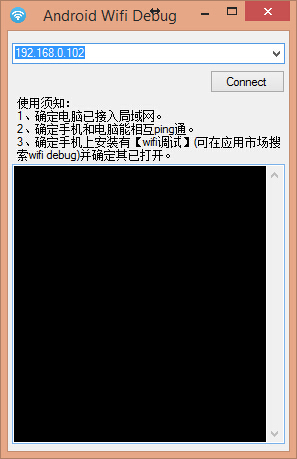 Android Wifi Debug
192.168.0.102
Connect
使用须知：
1、确定电脑已接入局域网。
2、确定手机和电脑能相互ping通。
3、确定手机上安装有【wifi调试】(可在应用市场搜
索wifi debug)并确定其已打开。